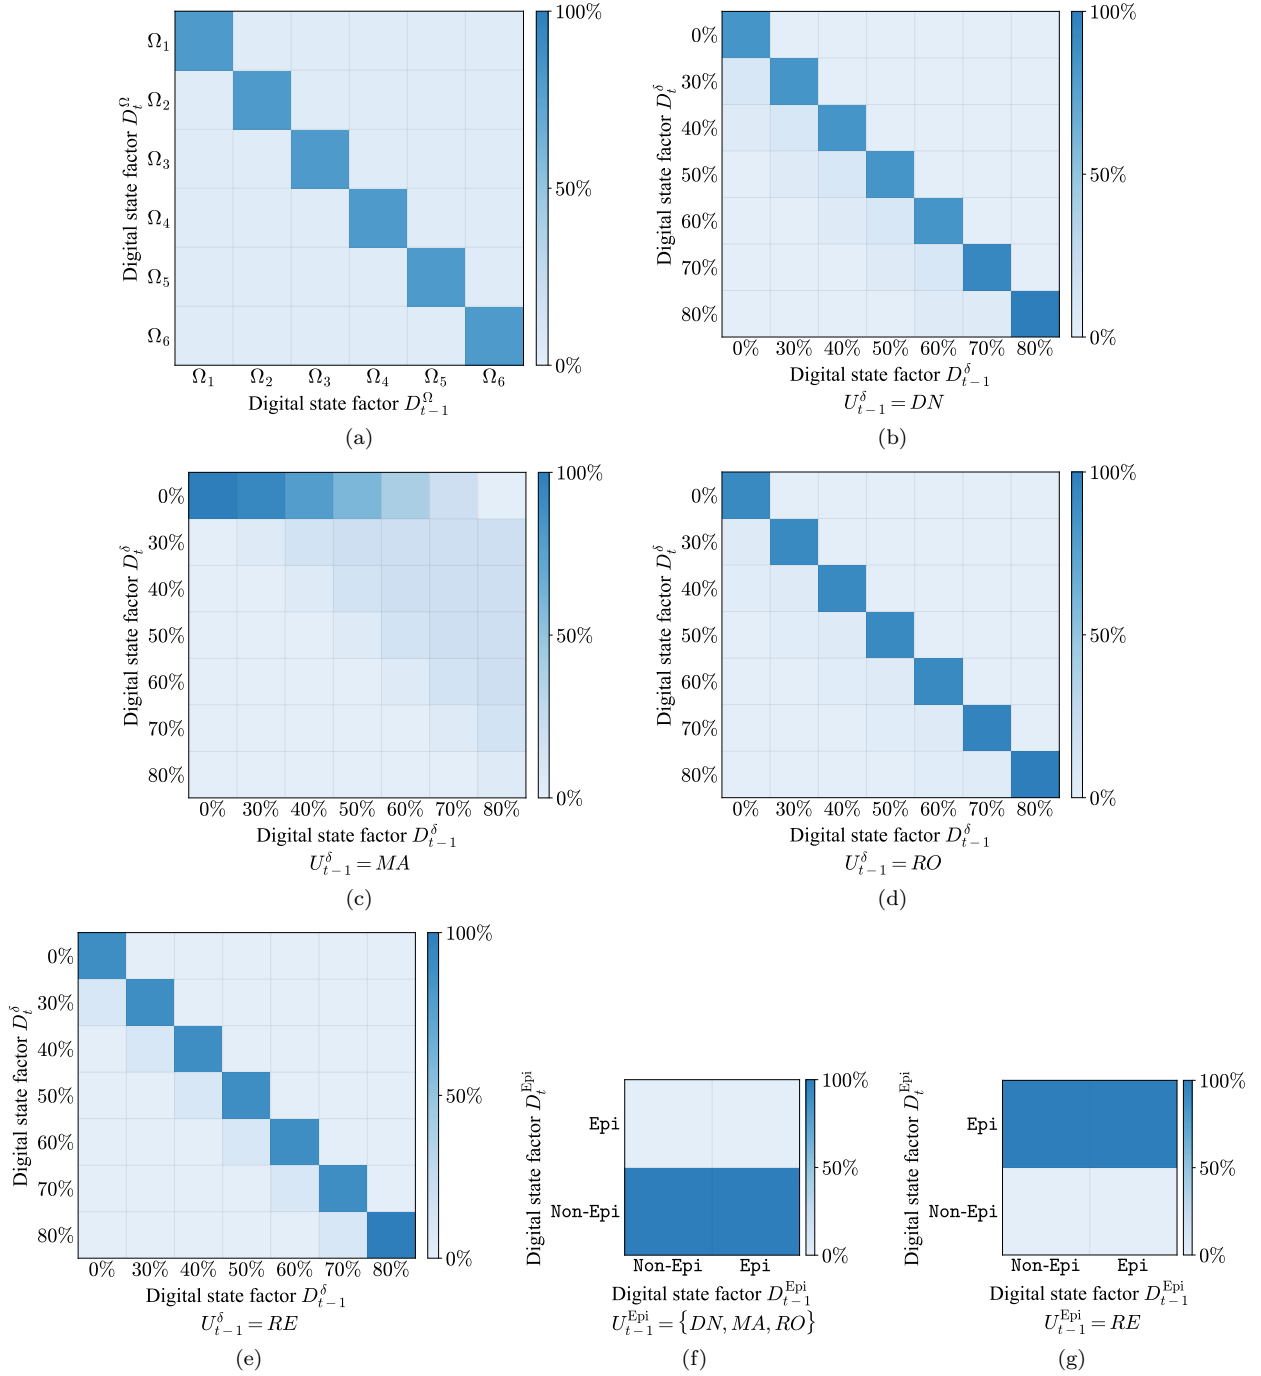 100%
50%
0%
Ω₁
Ω₂
Ω₃
Ω₄
Ω₅
Ω₆
Digital state factor D_t^Ω
Ω₁ Ω₂ Ω₃ Ω₄ Ω₅ Ω₆
Digital state factor D_{t−1}^Ω
(a)
100%
50%
0%
0%
30%
40%
50%
60%
70%
80%
Digital state factor D_t^δ
0% 30% 40% 50% 60% 70% 80%
Digital state factor D_{t−1}^δ
U_{t−1}^δ = DN
(b)
100%
50%
0%
0%
30%
40%
50%
60%
70%
80%
Digital state factor D_t^δ
0% 30% 40% 50% 60% 70% 80%
Digital state factor D_{t−1}^δ
U_{t−1}^δ = MA
(c)
100%
50%
0%
0%
30%
40%
50%
60%
70%
80%
Digital state factor D_t^δ
0% 30% 40% 50% 60% 70% 80%
Digital state factor D_{t−1}^δ
U_{t−1}^δ = RO
(d)
100%
50%
0%
0%
30%
40%
50%
60%
70%
80%
Digital state factor D_t^δ
0% 30% 40% 50% 60% 70% 80%
Digital state factor D_{t−1}^δ
U_{t−1}^δ = RE
(e)
100%
50%
0%
Epi
Non-Epi
Digital state factor D_t^Epi
Non-Epi Epi
Digital state factor D_{t−1}^Epi
U_{t−1}^Epi = {DN, MA, RO}
(f)
100%
50%
0%
Epi
Non-Epi
Digital state factor D_t^Epi
Non-Epi Epi
Digital state factor D_{t−1}^Epi
U_{t−1}^Epi = RE
(g)